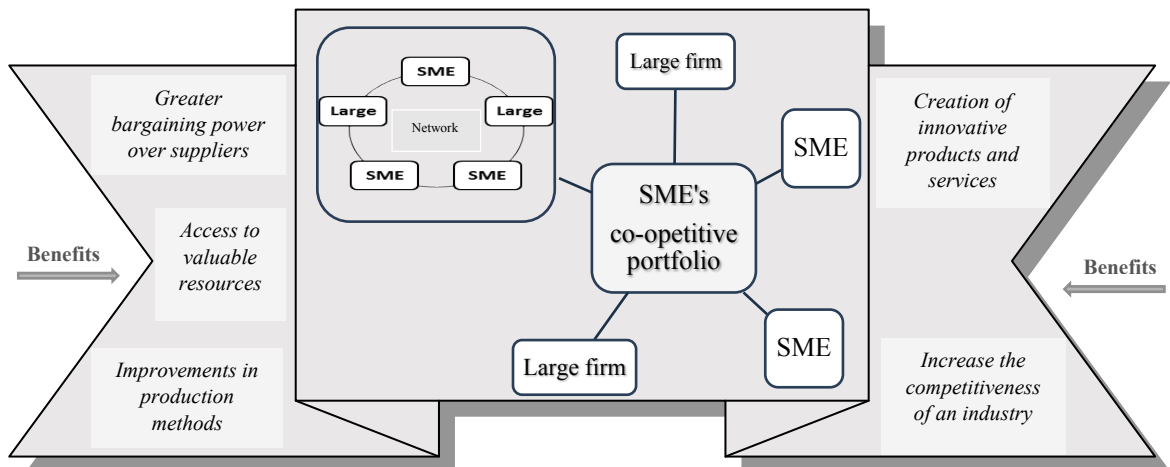 Greater
bargaining power
over suppliers
Benefits
Access to
valuable
resources
Improvements in
production
methods
SME
Large
Large
Network
SME
SME
Large firm
SME
SME's
co-opetitive
portfolio
Large firm
SME
Creation of
innovative
products and
services
Benefits
Increase the
competitiveness
of an industry